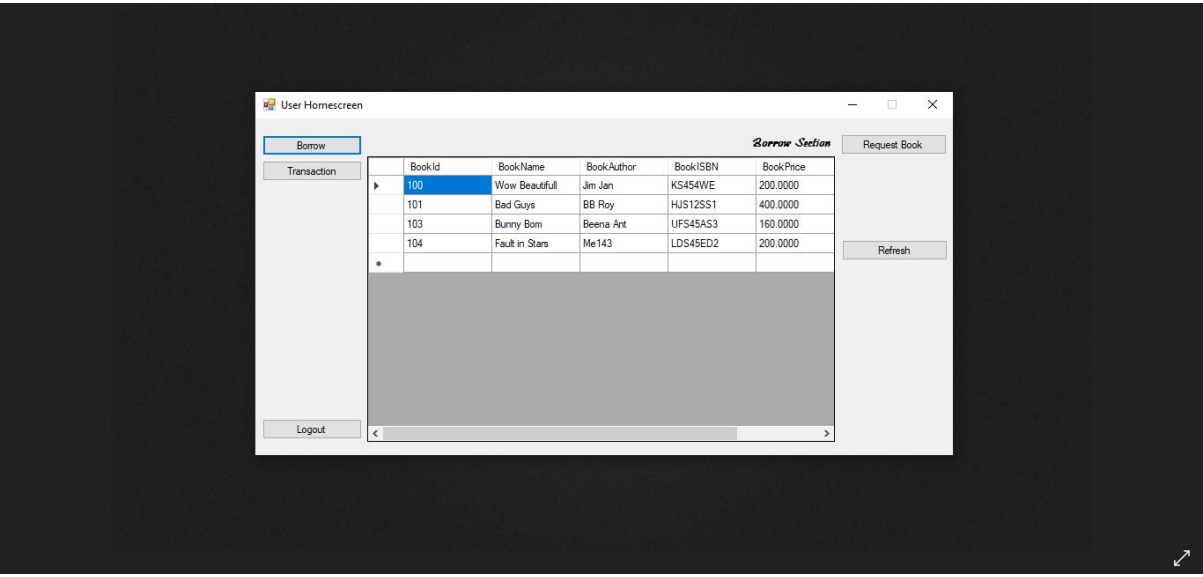 User Homescreen
Borrow
Borrow Section
Request Book
Transaction
BookId BookName BookAuthor BookISBN BookPrice
100 Wow Beautifull Jim Jan KS454WE 200.0000
101 Bad Guys BB Roy HJS12SS1 400.0000
103 Bunny Bom Beena Ant UFS45AS3 160.0000
104 Fault in Stars Me143 LDS45ED2 200.0000
Refresh
Logout